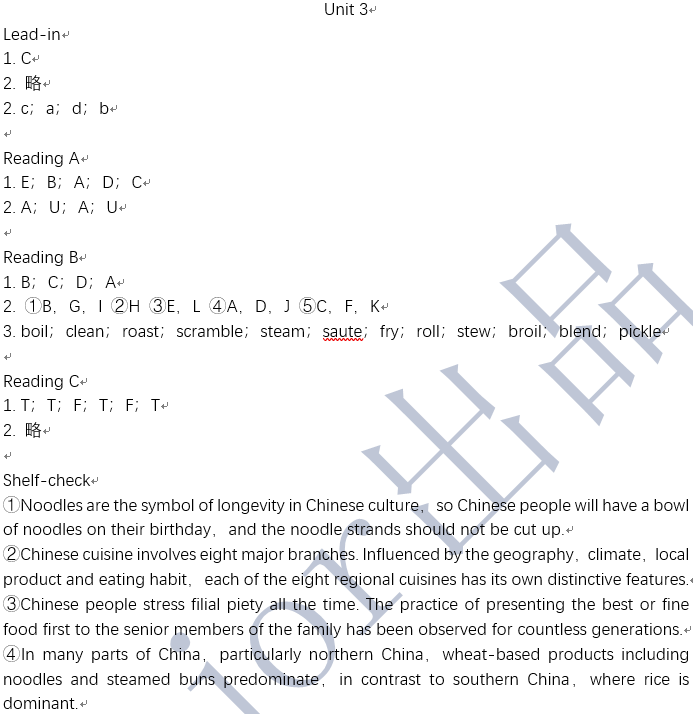 Unit 3
Lead-in
1. C
2. 略
2. c； a； d； b
Reading A
1. E； B； A； D； C
2. A； U； A； U
Reading B
1. B； C； D； A
2. ①B， G， I ②H ③E， L ④A， D， J ⑤C， F， K
3. boil； clean； roast； scramble； steam； saute； fry； roll； stew； broil； blend； pickle
Reading C
1. T； T； F； T； F； T
2. 略
Shelf-check
①Noodles are the symbol of longevity in Chinese culture， so Chinese people will have a bowl
of noodles on their birthday， and the noodle strands should not be cut up.
②Chinese cuisine involves eight major branches. Influenced by the geography， climate， local
product and eating habit， each of the eight regional cuisines has its own distinctive features.
③Chinese people stress filial piety all the time. The practice of presenting the best or fine
food first to the senior members of the family has been observed for countless generations.
④In many parts of China， particularly northern China， wheat-based products including
noodles and steamed buns predominate， in contrast to southern China， where rice is
dominant.
ior出品